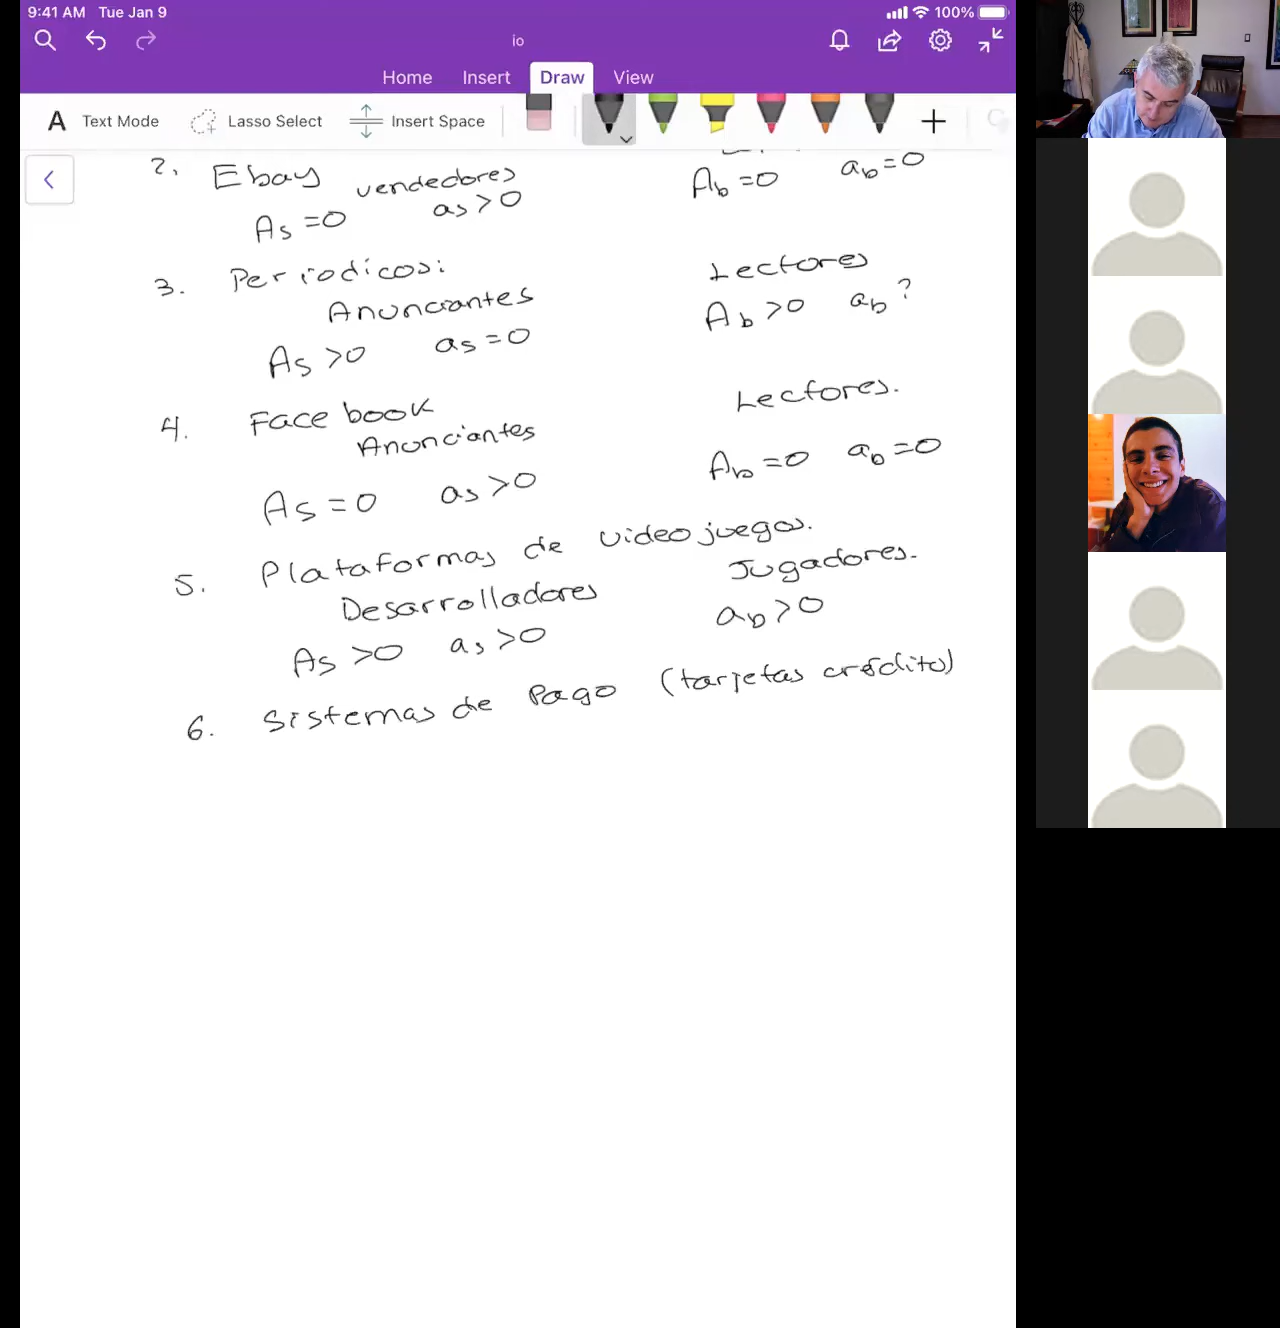 9:41 AM Tue Jan 9 100%
io
Home Insert Draw View
A Text Mode Lasso Select Insert Space
2. Ebay vendedores
As =0 as >0 Ab =0 ab =0
3. Periodicos: Lectores
Anunciantes
As >0 as =0 Ab >0 ab ?
4. Facebook Lectores.
Anunciantes
As =0 as >0 Ab =0 ab =0
5. Plataformas de videojuegos.
Desarrolladores Jugadores.
As >0 as >0 ab >0
6. Sistemas de Pago (tarjetas crédito)